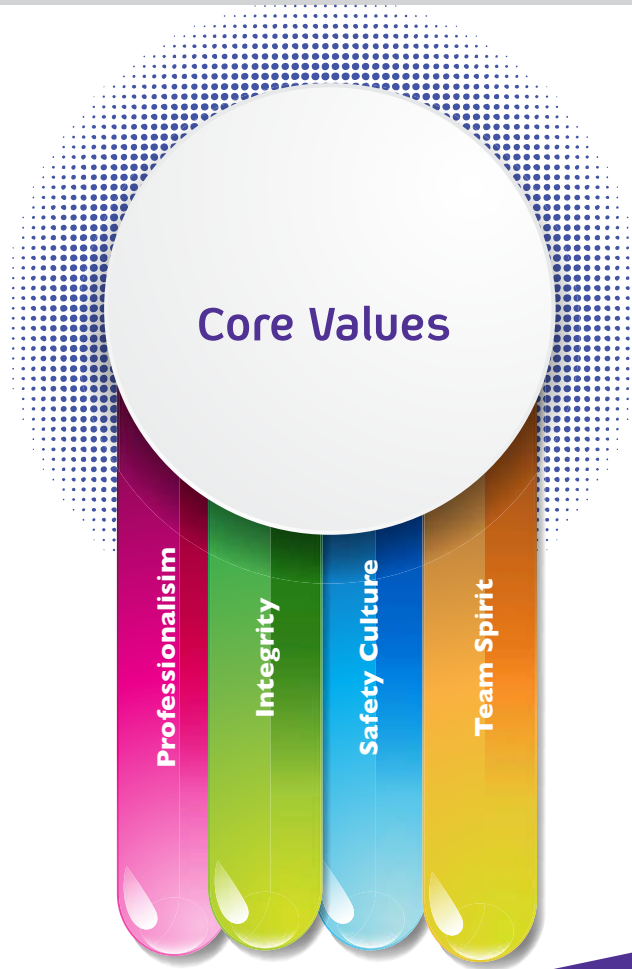 Core Values
Professionalisim
Integrity
Safety Culture
Team Spirit